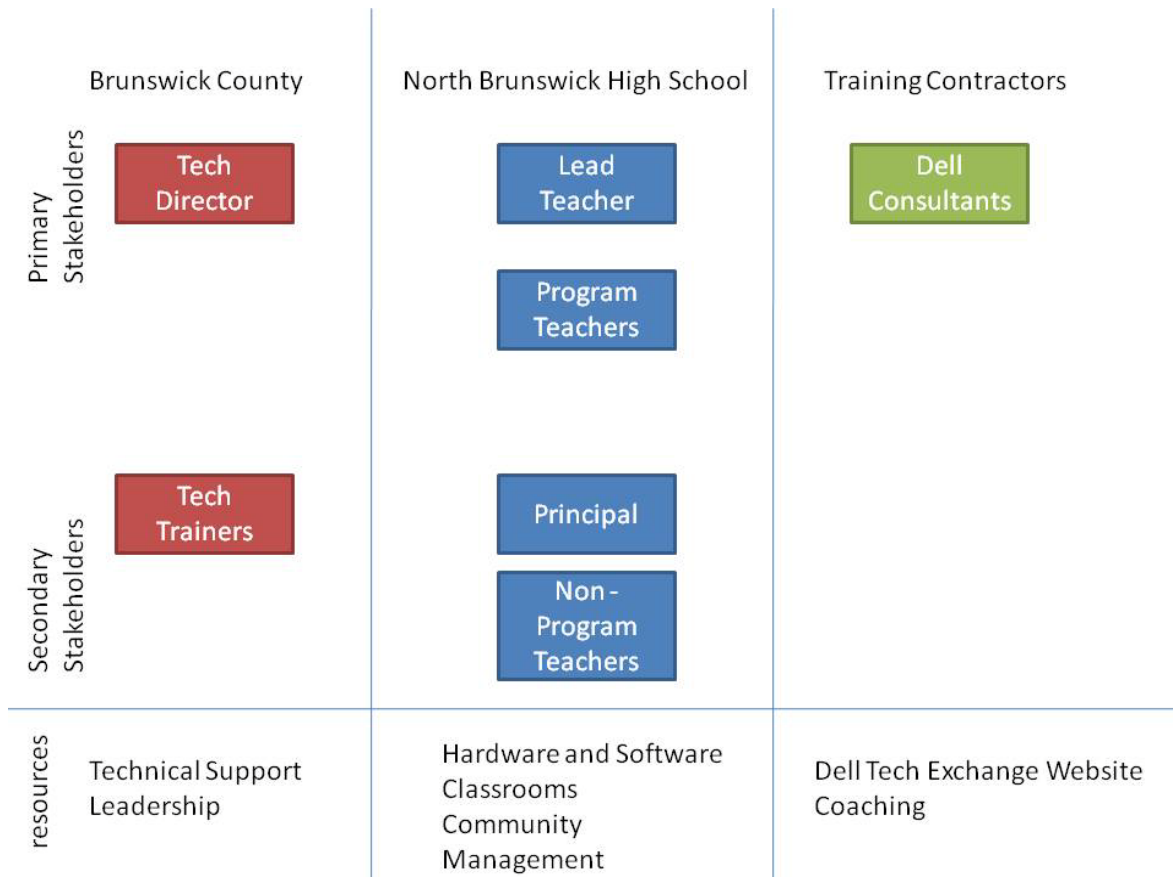 Brunswick County
North Brunswick High School
Training Contractors
Primary
Stakeholders
Tech
Director
Lead
Teacher
Dell
Consultants
Program
Teachers
Secondary
Stakeholders
Tech
Trainers
Principal
Non -
Program
Teachers
resources
Technical Support
Leadership
Hardware and Software
Classrooms
Community
Management
Dell Tech Exchange Website
Coaching